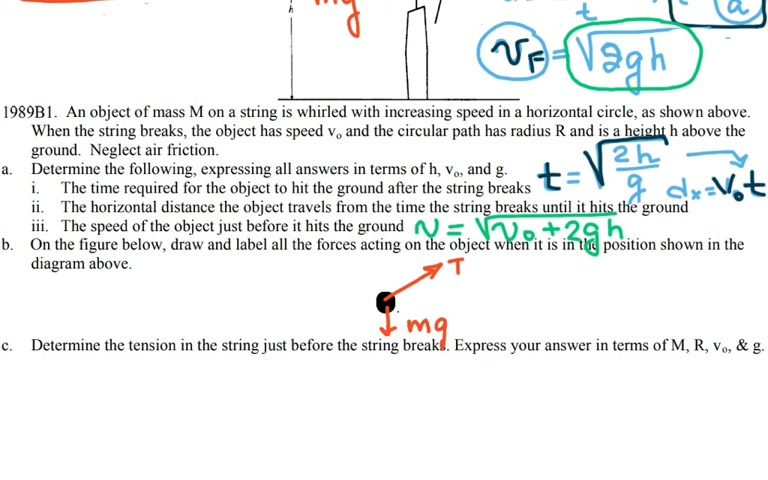 h
mg
t
a
v_F = √2gh
1989B1. An object of mass M on a string is whirled with increasing speed in a horizontal circle, as shown above.
When the string breaks, the object has speed vₒ and the circular path has radius R and is a height h above the
ground. Neglect air friction.
a. Determine the following, expressing all answers in terms of h, vₒ, and g.
t = √2h/g dₓ = Vₒt
i. The time required for the object to hit the ground after the string breaks
ii. The horizontal distance the object travels from the time the string breaks until it hits the ground
iii. The speed of the object just before it hits the ground v = √vₒ+2gh
b. On the figure below, draw and label all the forces acting on the object when it is in the position shown in the
diagram above.
T
mg
c. Determine the tension in the string just before the string breaks. Express your answer in terms of M, R, vₒ, & g.